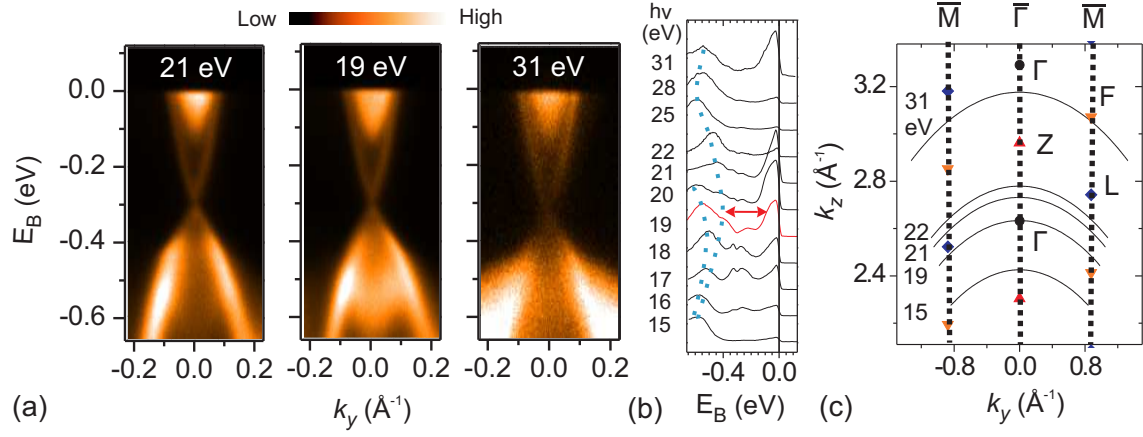 Low High
21 eV
19 eV
31 eV
0.0
-0.2
-0.4
-0.6
E_B (eV)
-0.2 0.0 0.2
-0.2 0.0 0.2
-0.2 0.0 0.2
k_y (Å⁻¹)
(a)
hν
(eV)
31
28
25
22
21
20
19
18
17
16
15
-0.4 0.0
E_B (eV)
(b)
M̅ Γ̅ M̅
3.2
2.8
2.4
k_z (Å⁻¹)
31
eV
22
21
19
15
Γ
F
Z
L
Γ
-0.8 0.0 0.8
k_y (Å⁻¹)
(c)